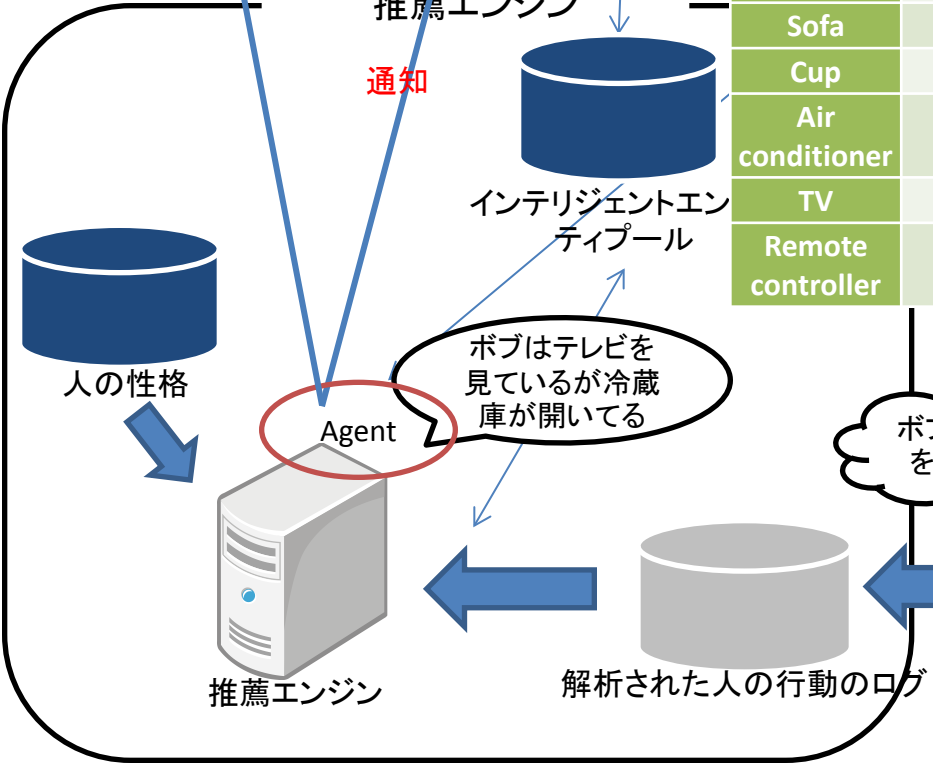 推薦エンジン
通知
Sofa
Cup
Air
conditioner
TV
Remote
controller
インテリジェントエン
ティプール
人の性格
ボブはテレビを
見ているが冷蔵
庫が開いてる
Agent
ボブ
を
推薦エンジン
解析された人の行動のログ